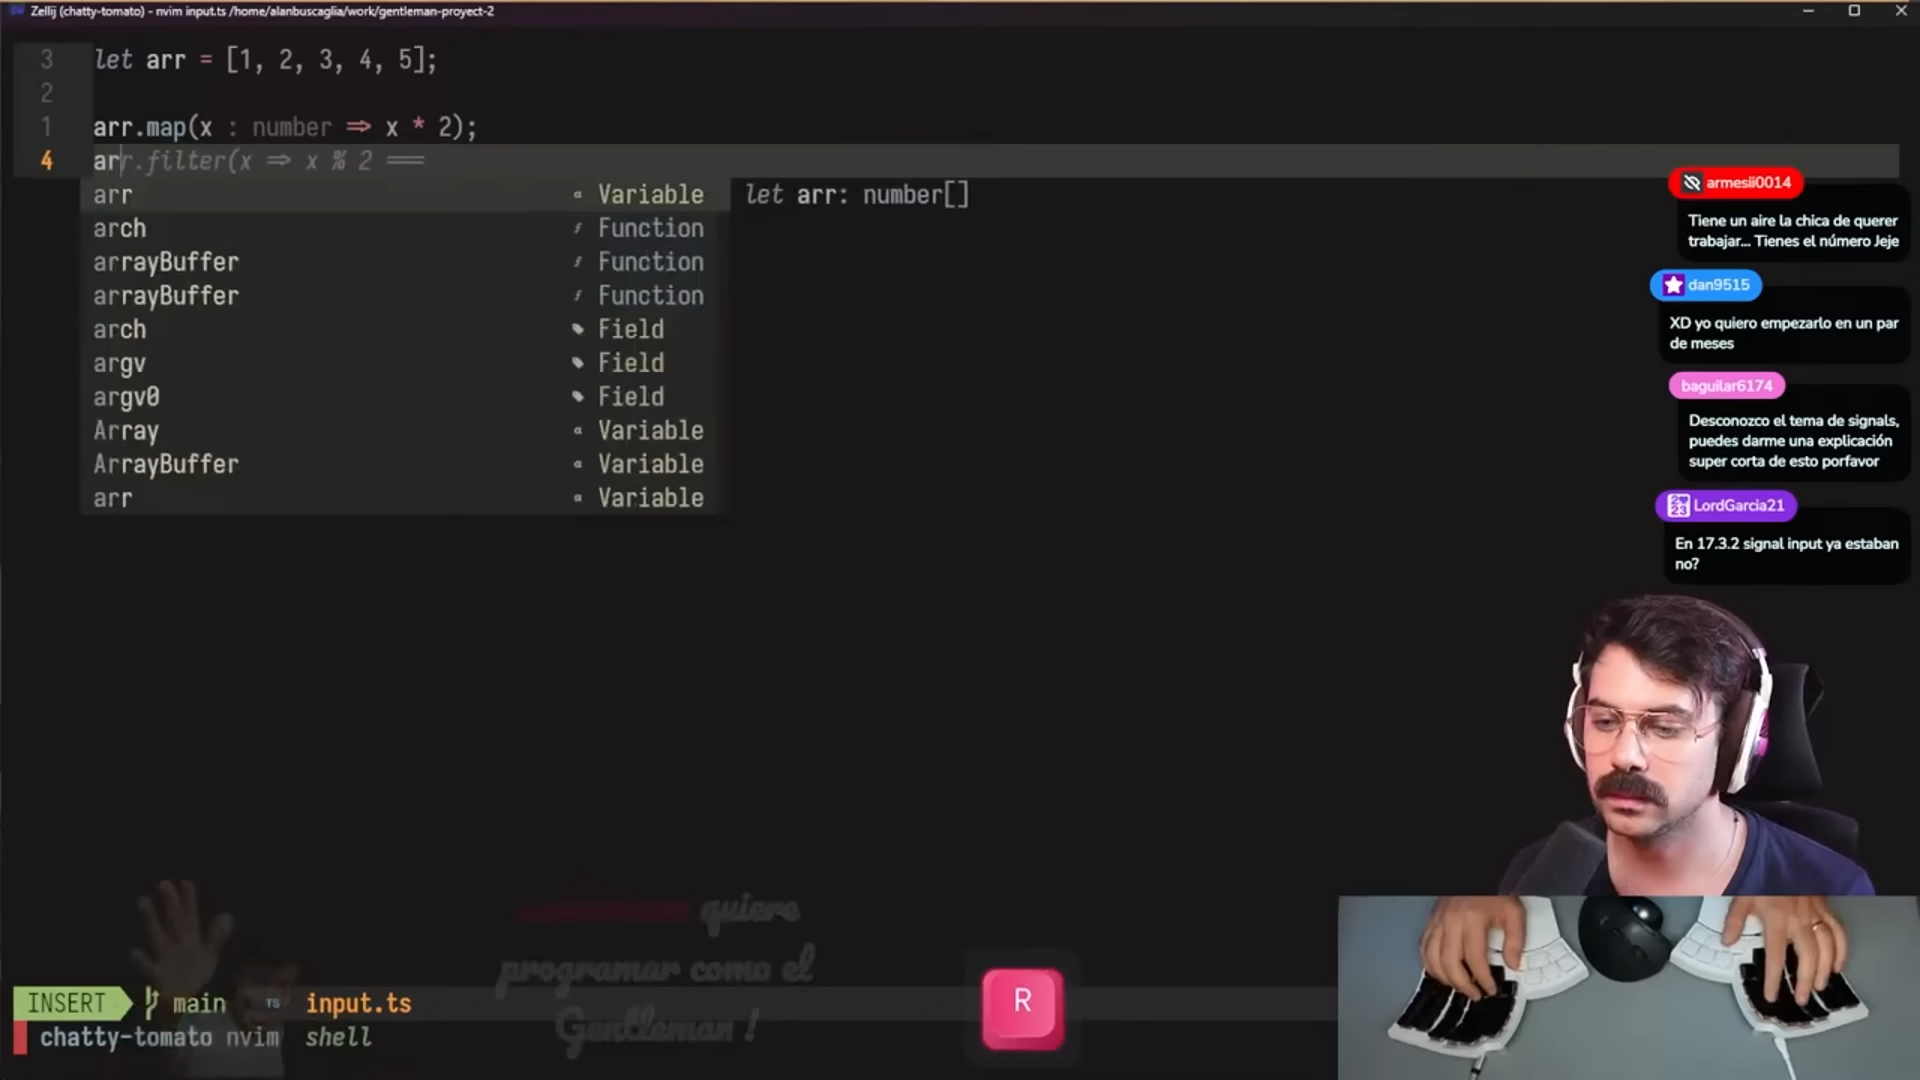 Zellij (chatty-tomato) - nvim input.ts /home/alanbuscaglia/work/gentleman-proyect-2
3 let arr = [1, 2, 3, 4, 5];
2
1 arr.map(x : number => x * 2);
4 arr.filter(x => x % 2 ===
arr Variable let arr: number[]
arch Function
arrayBuffer Function
arrayBuffer Function
arch Field
argv Field
argv0 Field
Array Variable
ArrayBuffer Variable
arr Variable
armesii0014
Tiene un aire la chica de querer
trabajar... Tienes el número Jeje
dan9515
XD yo quiero empezarlo en un par
de meses
baguilar6174
Desconozco el tema de signals,
puedes darme una explicación
super corta de esto porfavor
LordGarcia21
En 17.3.2 signal input ya estaban
no?
quiere
programar como el
Gentleman !
R
INSERT main TS input.ts
chatty-tomato nvim shell